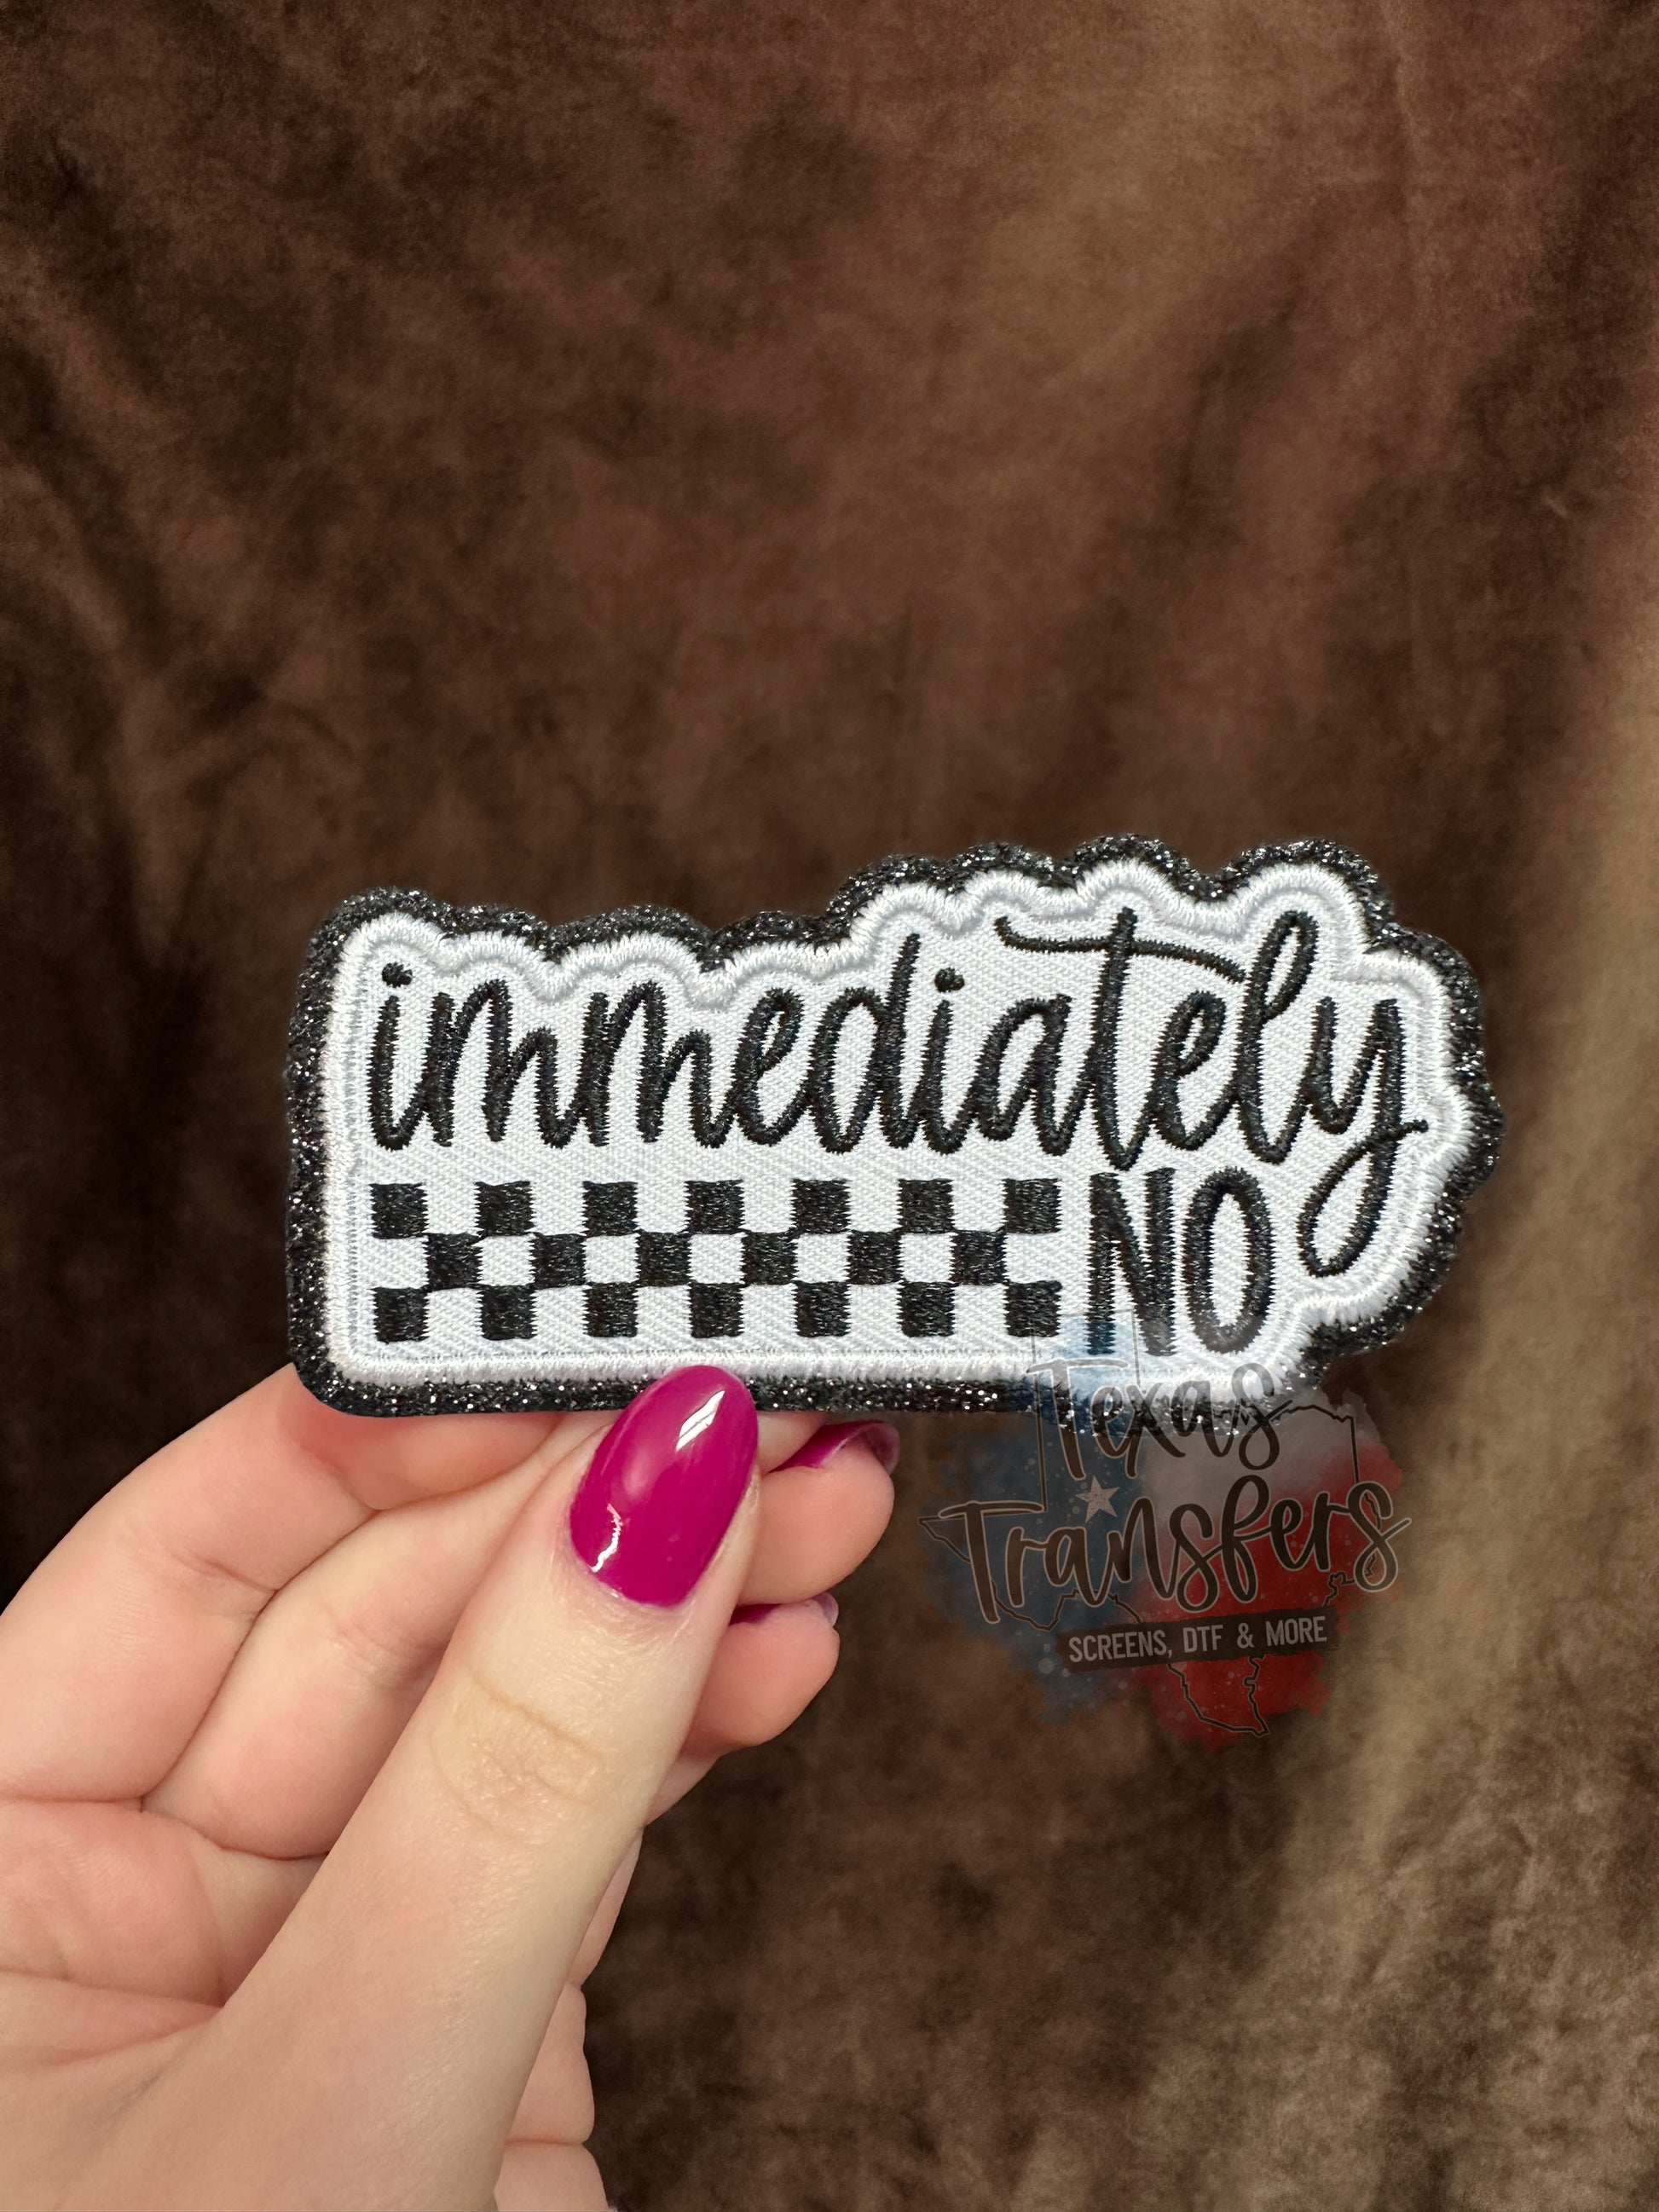 immediately
NO
Texas
Transfers
SCREENS, DTF & MORE